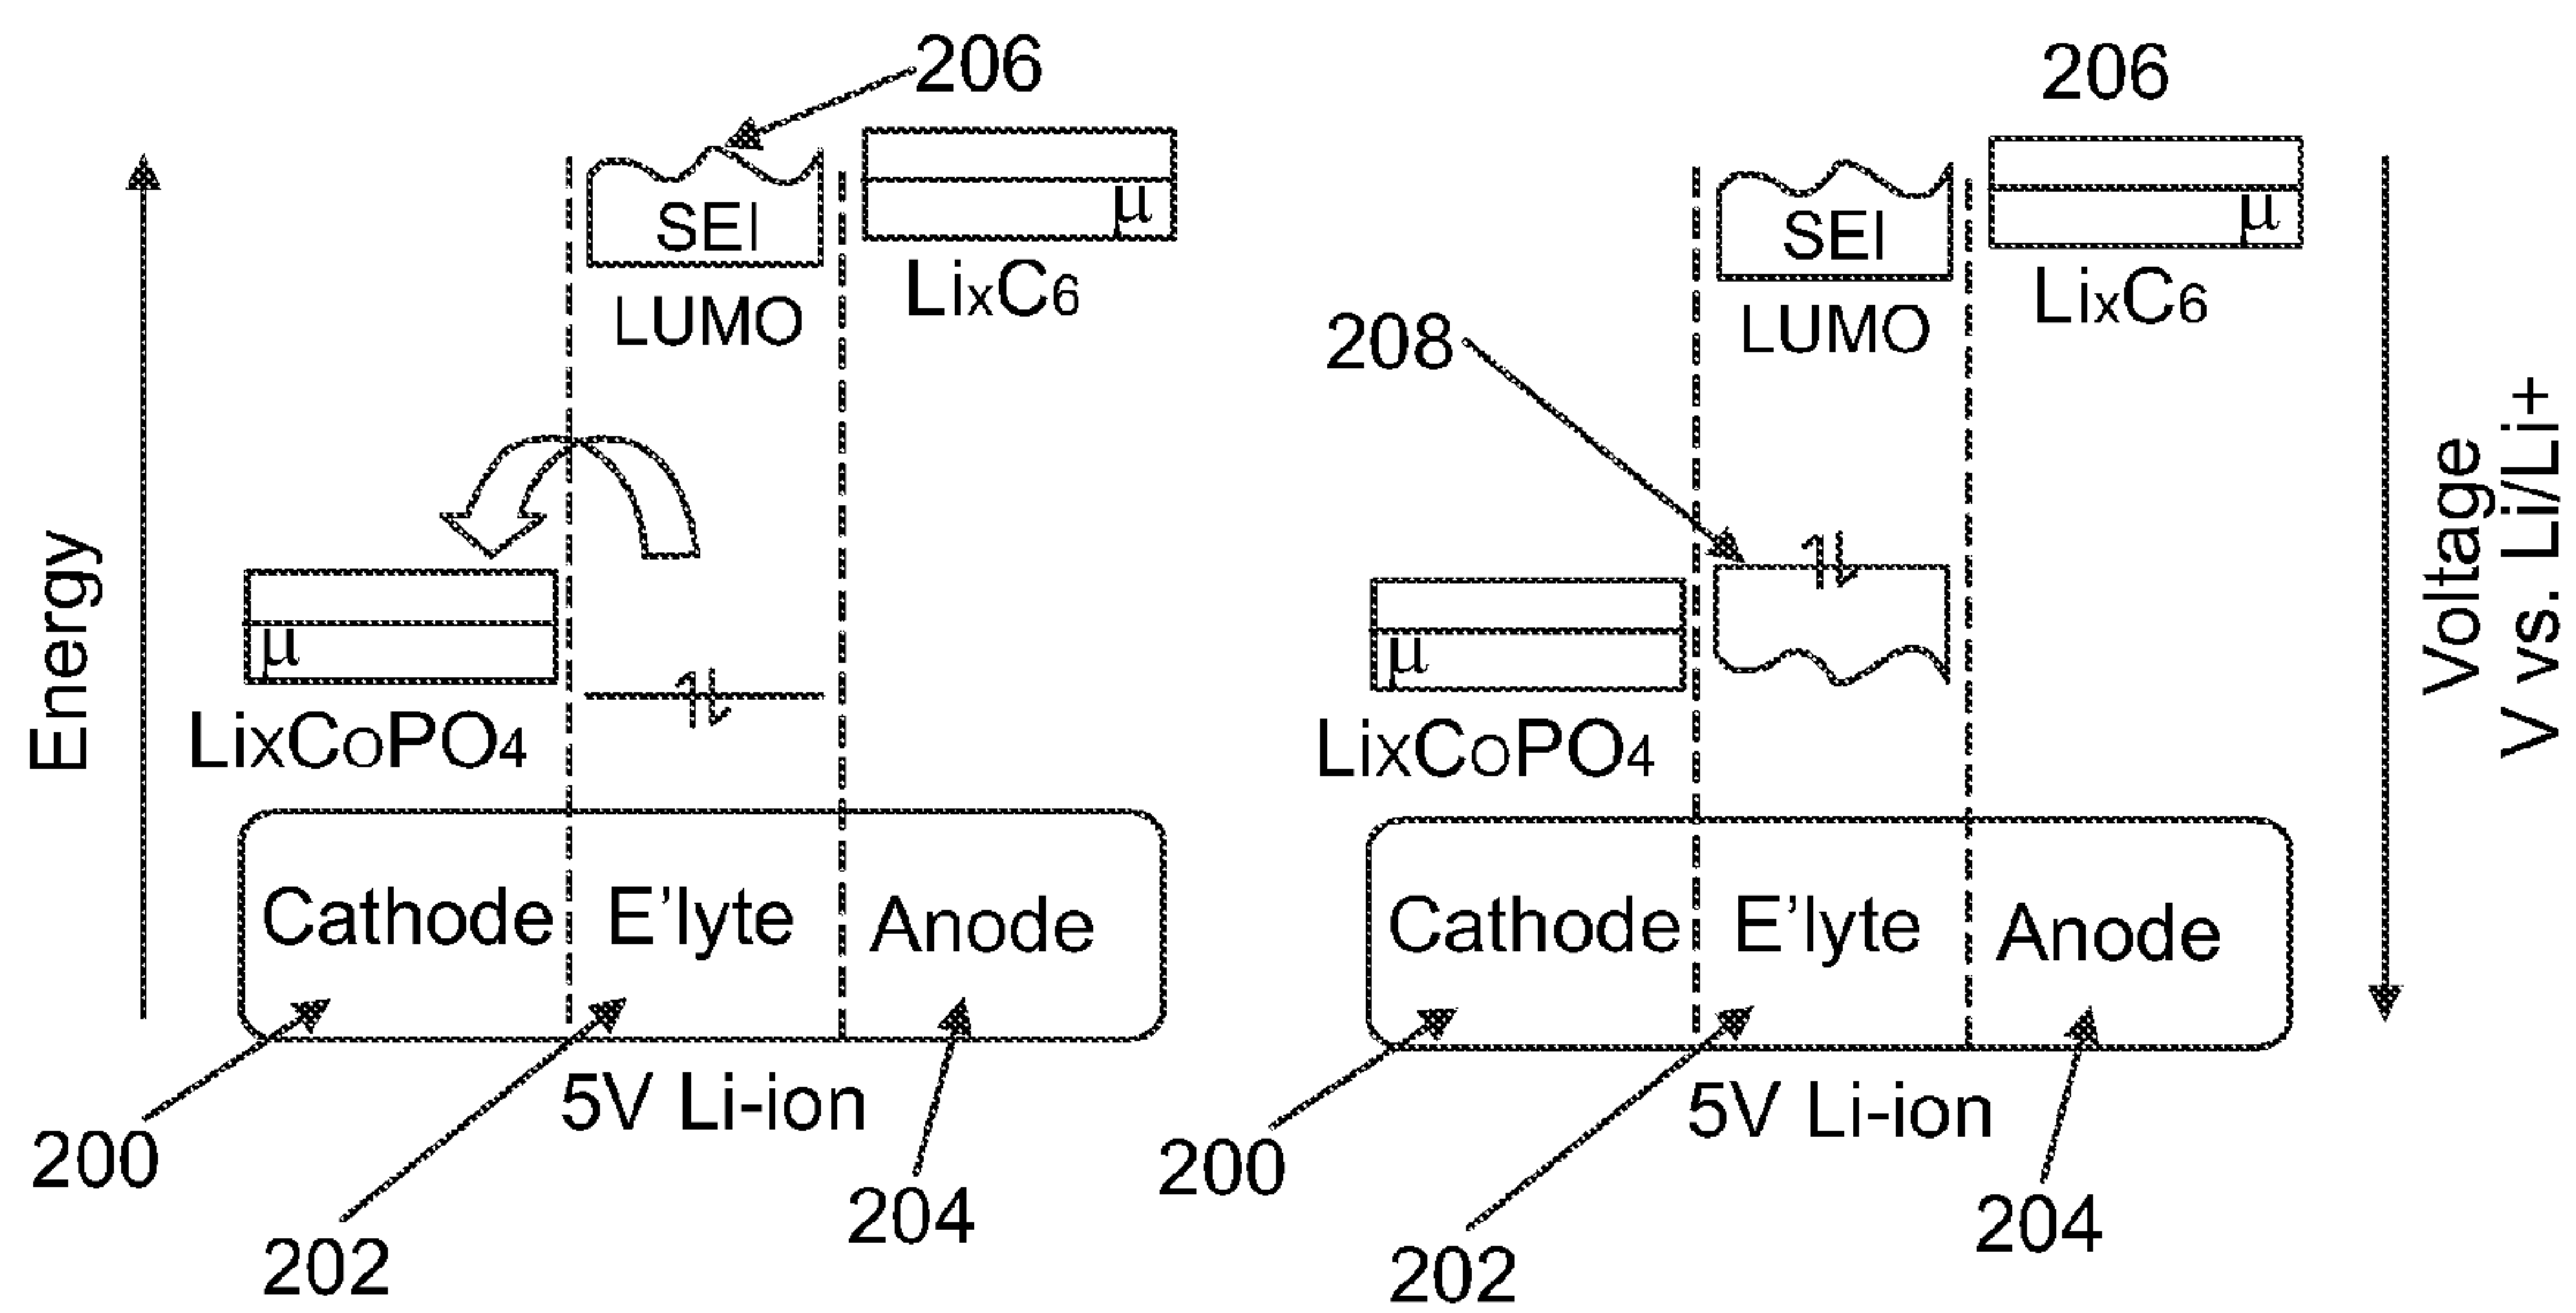 206
206
SEI
μ
LixC6
LUMO
SEI
μ
LixC6
LUMO
208
Energy
μ
LixCoPO4
μ
LixCoPO4
Voltage
V vs. Li/Li+
Cathode
E'lyte
Anode
Cathode
E'lyte
Anode
5V Li-ion
5V Li-ion
200
202
204
200
202
204